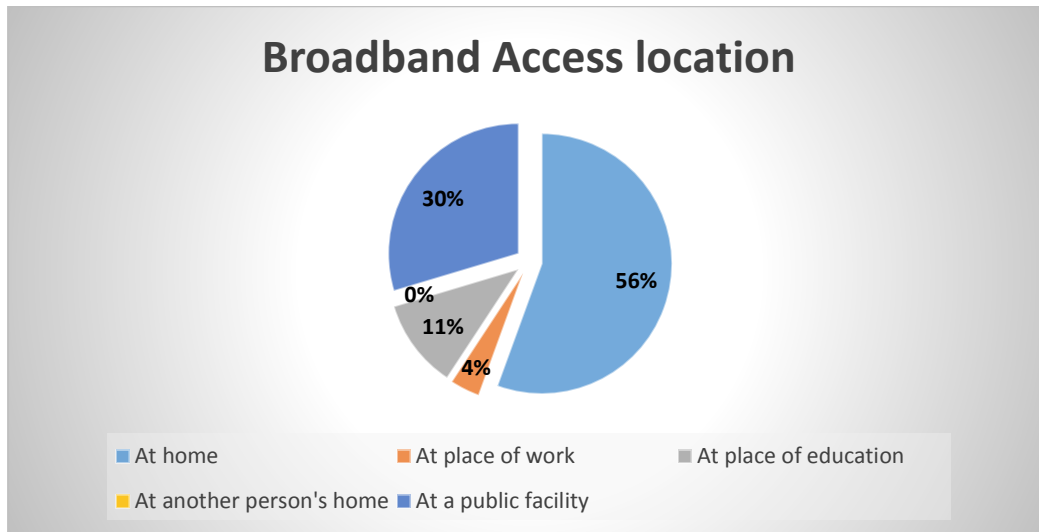 Broadband Access location
30%
56%
0%
11%
4%
At home
At place of work
At place of education
At another person's home
At a public facility